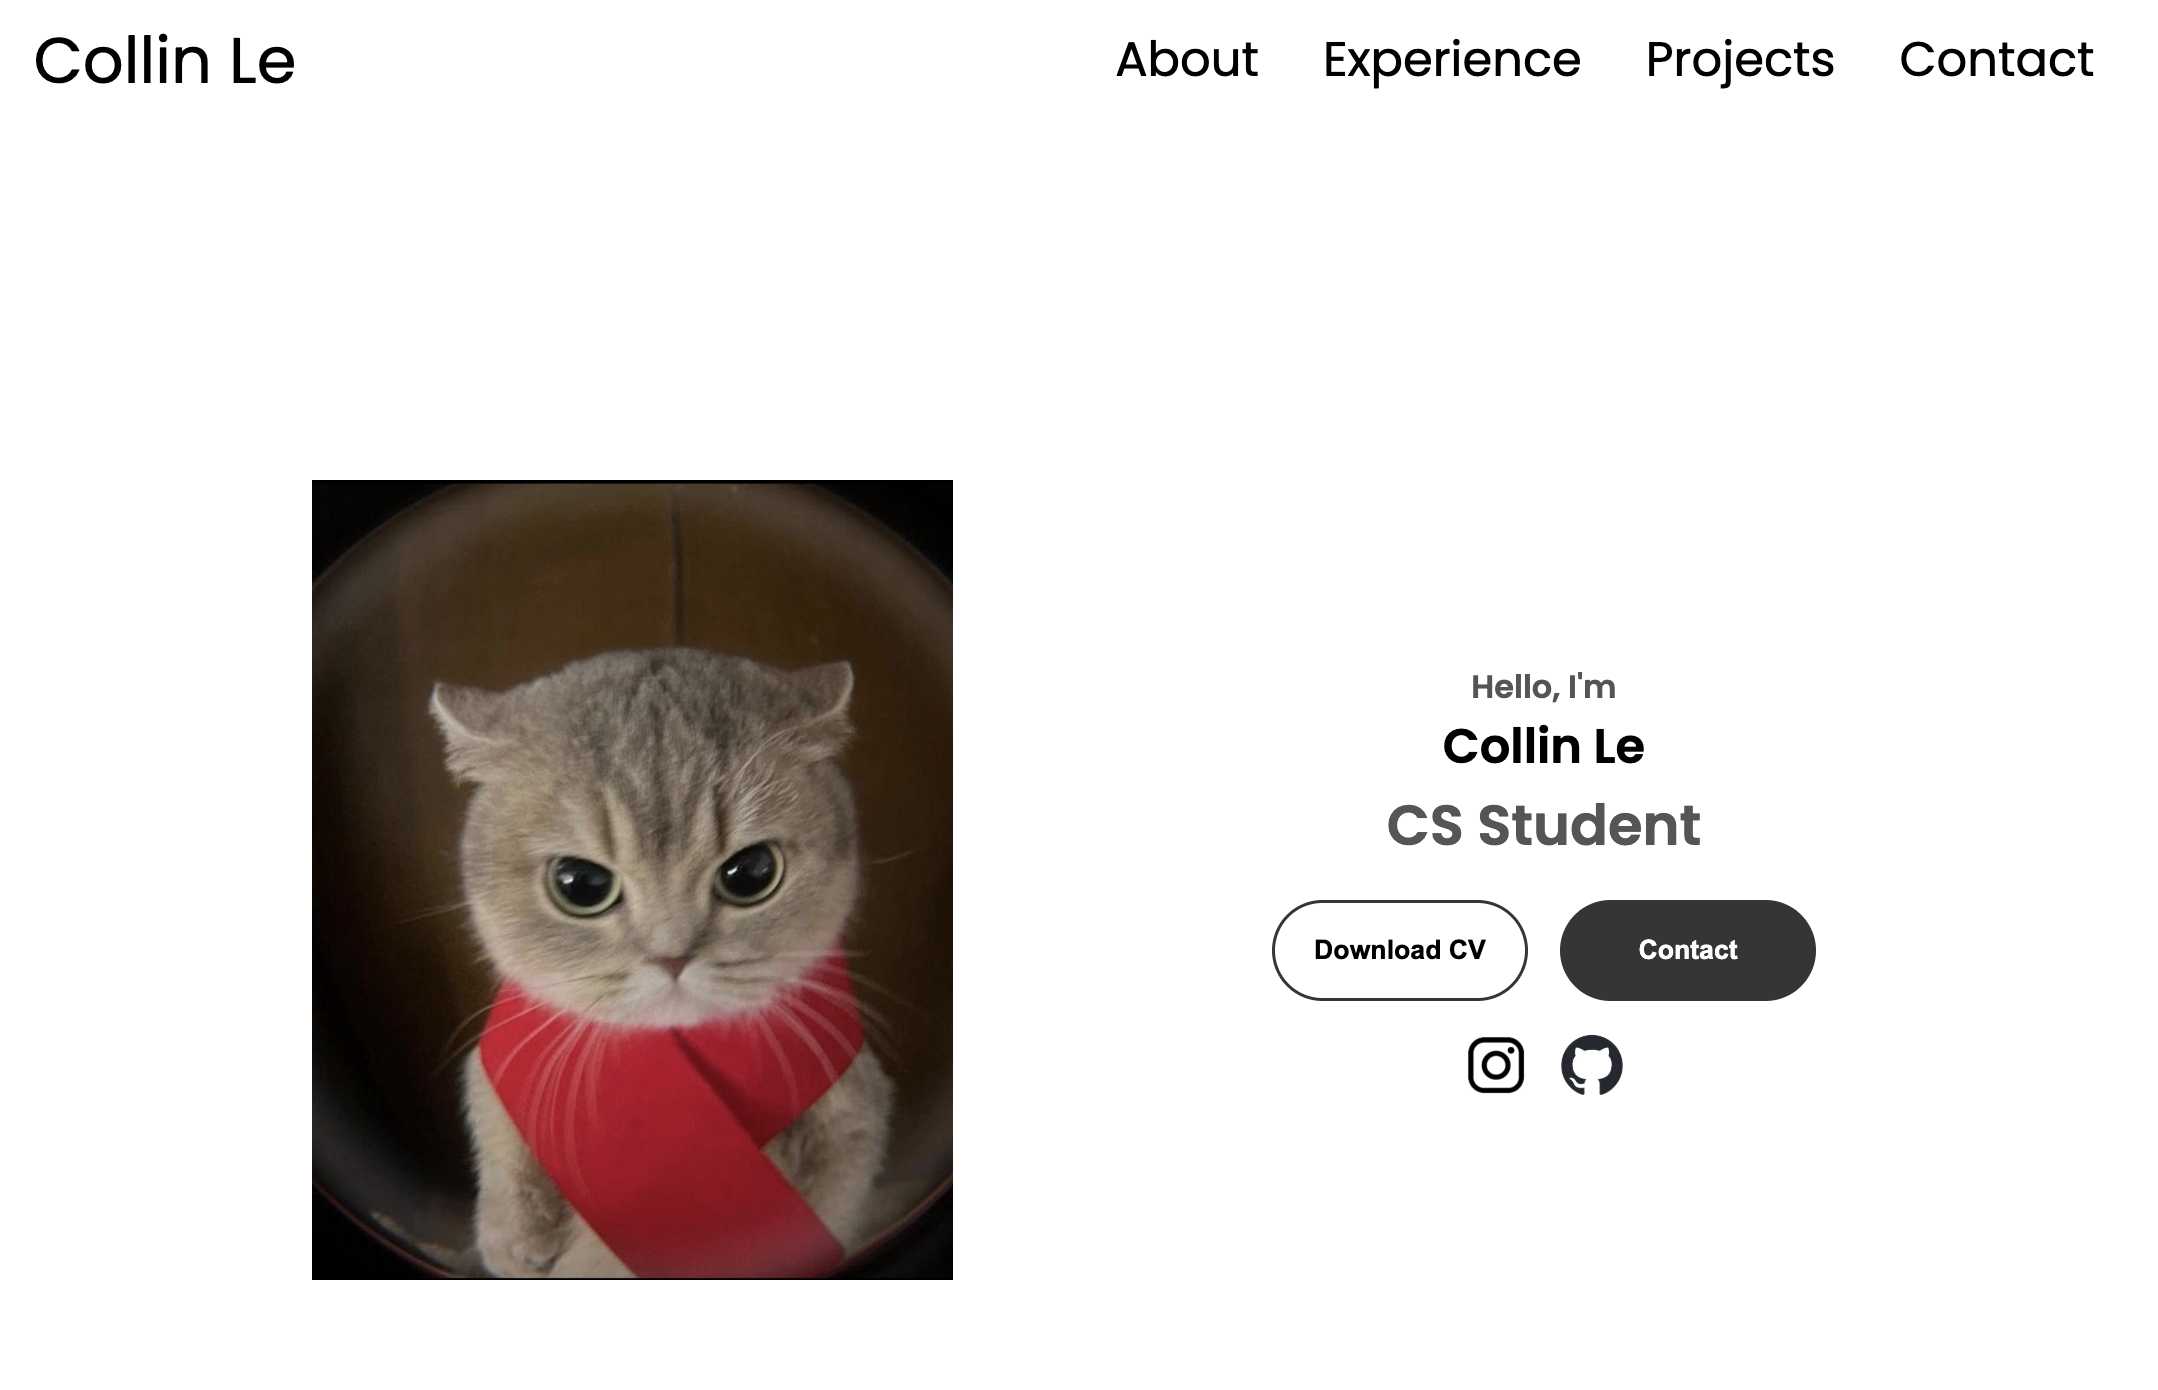 Collin Le
About Experience Projects Contact
Hello, I'm
Collin Le
CS Student
Download CV
Contact